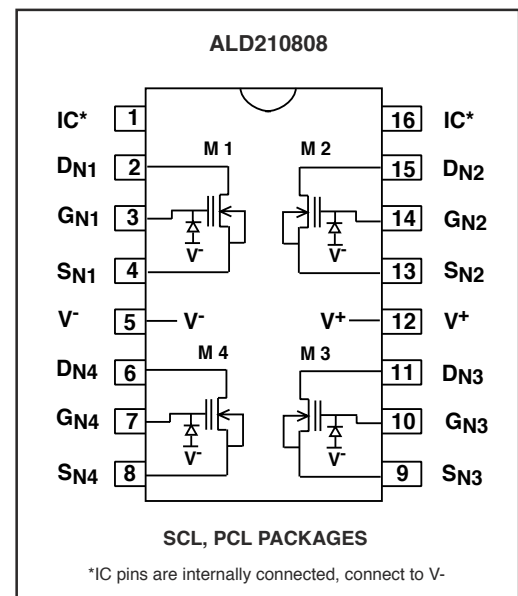 ALD210808
IC* 1 16 IC*
M 1 M 2
DN1 2 15 DN2
GN1 3 14 GN2
V- V-
SN1 4 13 SN2
V- 5 V- V+ 12 V+
M 4 M 3
DN4 6 11 DN3
GN4 7 10 GN3
V- V-
SN4 8 9 SN3
SCL, PCL PACKAGES
*IC pins are internally connected, connect to V-